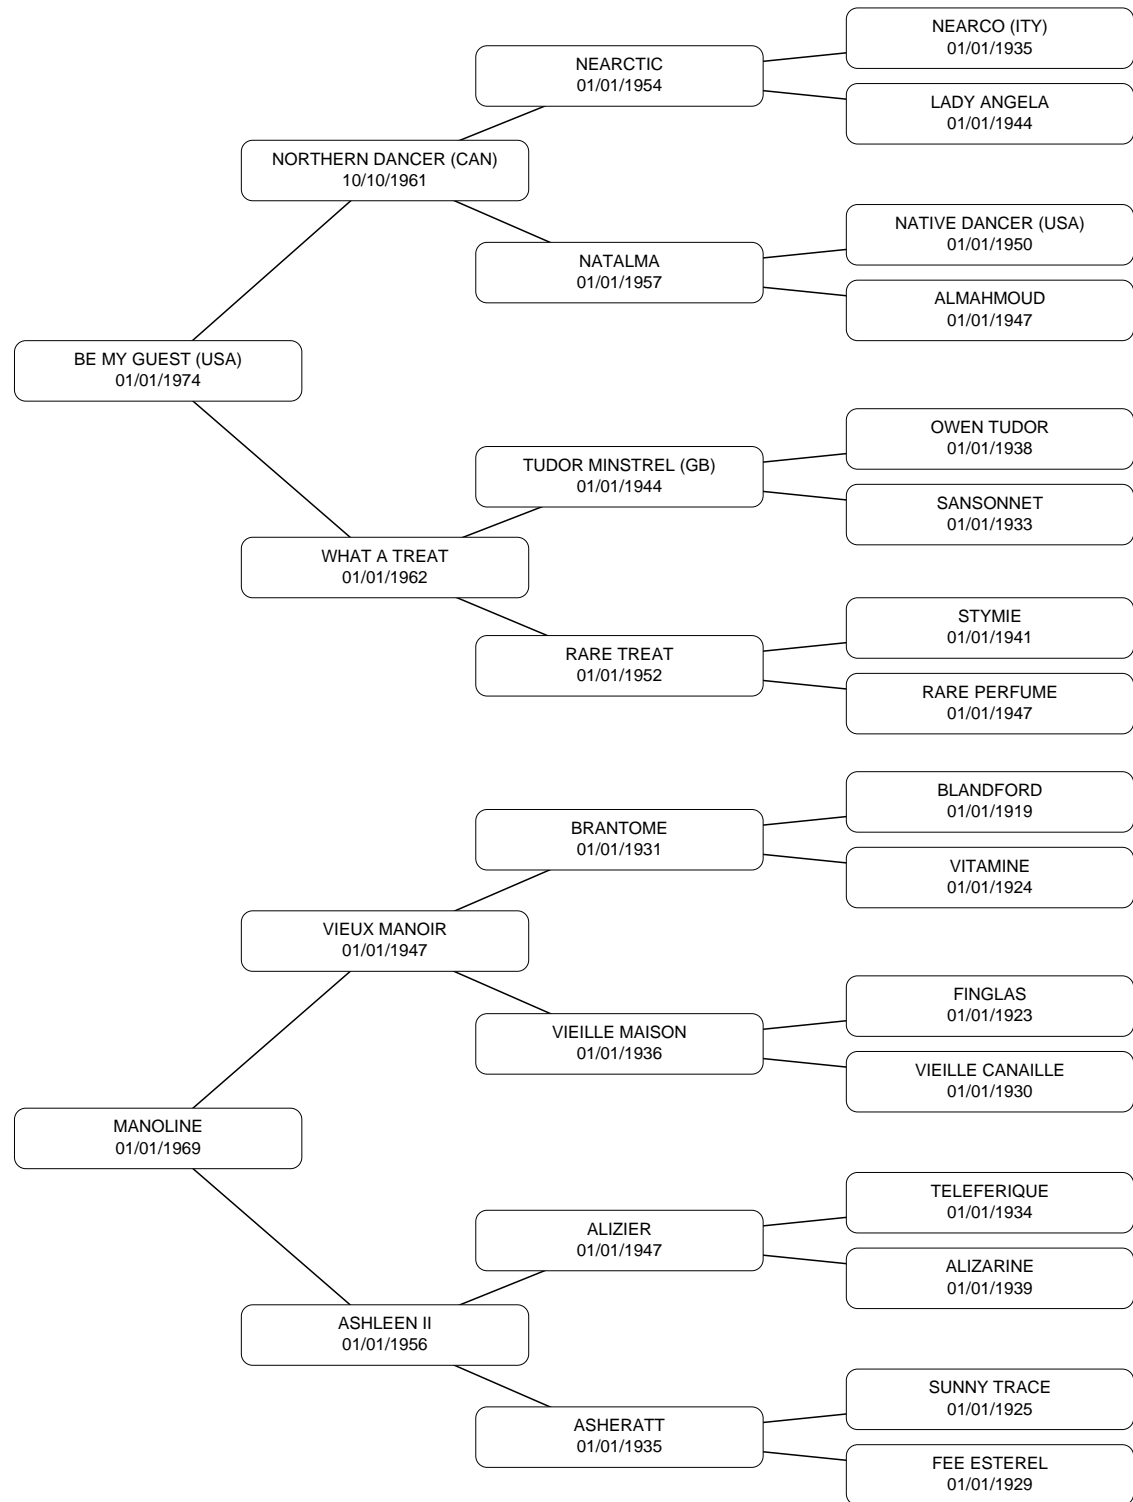 NEARCO (ITY)
01/01/1935
NEARCTIC
01/01/1954
LADY ANGELA
01/01/1944
NORTHERN DANCER (CAN)
10/10/1961
NATIVE DANCER (USA)
01/01/1950
NATALMA
01/01/1957
ALMAHMOUD
01/01/1947
BE MY GUEST (USA)
01/01/1974
OWEN TUDOR
01/01/1938
TUDOR MINSTREL (GB)
01/01/1944
SANSONNET
01/01/1933
WHAT A TREAT
01/01/1962
STYMIE
01/01/1941
RARE TREAT
01/01/1952
RARE PERFUME
01/01/1947
BLANDFORD
01/01/1919
BRANTOME
01/01/1931
VITAMINE
01/01/1924
VIEUX MANOIR
01/01/1947
FINGLAS
01/01/1923
VIEILLE MAISON
01/01/1936
VIEILLE CANAILLE
01/01/1930
MANOLINE
01/01/1969
TELEFERIQUE
01/01/1934
ALIZIER
01/01/1947
ALIZARINE
01/01/1939
ASHLEEN II
01/01/1956
SUNNY TRACE
01/01/1925
ASHERATT
01/01/1935
FEE ESTEREL
01/01/1929